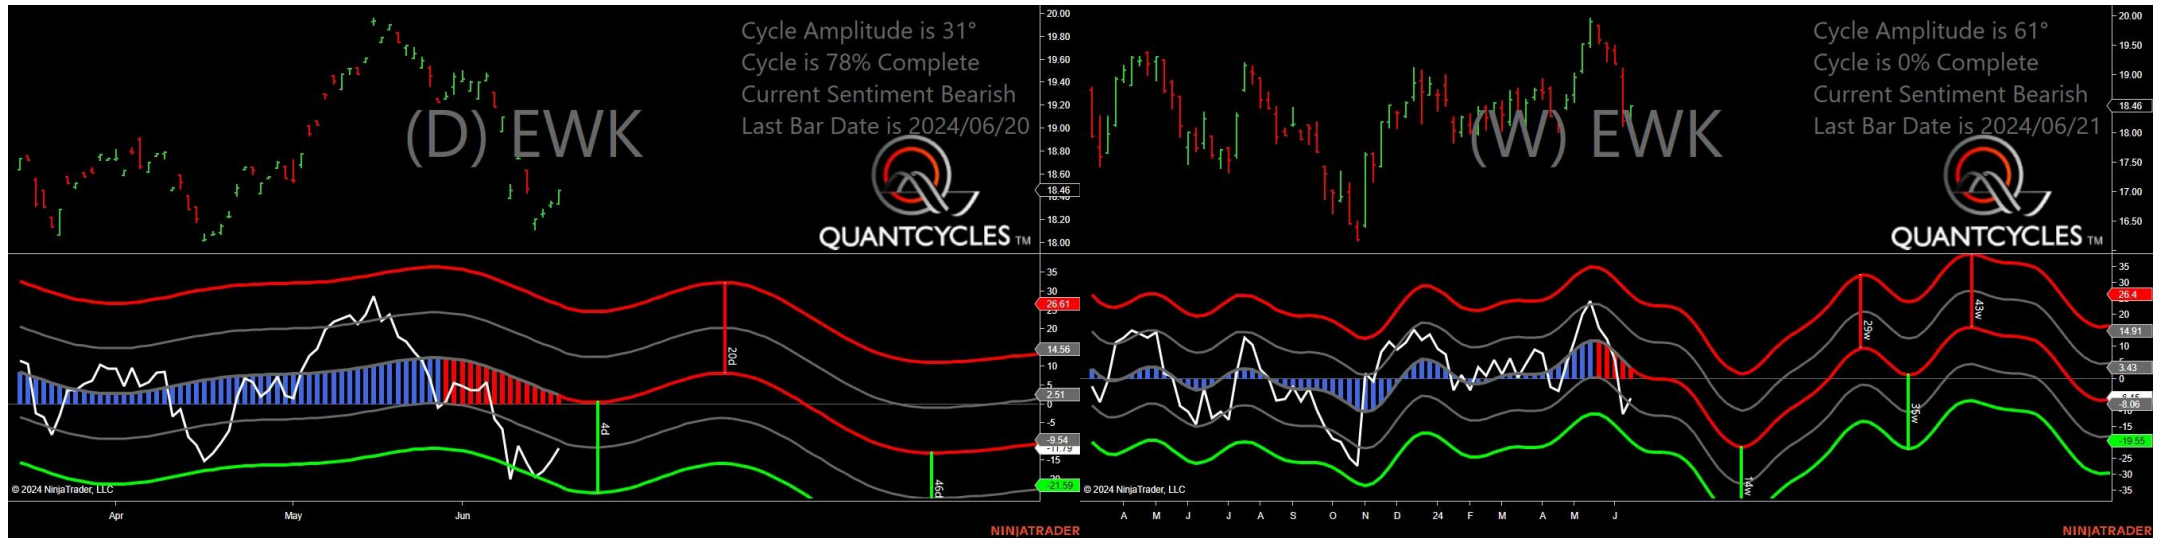 Cycle Amplitude is 31°
Cycle is 78% Complete
Current Sentiment Bearish
Last Bar Date is 2024/06/20
(D) EWK
QUANTCYCLES TM
20.00
19.80
19.60
19.40
19.20
19.00
18.80
18.60
18.46
18.20
18.00
35
30
26.61
20
14.56
10
5
2.51
0
-5
-9.54
-11.79
-15
-21.59
4d
20d
46d
© 2024 NinjaTrader, LLC
Apr
May
Jun
NINJATRADER
Cycle Amplitude is 61°
Cycle is 0% Complete
Current Sentiment Bearish
Last Bar Date is 2024/06/21
(W) EWK
QUANTCYCLES TM
20.00
19.50
19.00
18.46
18.00
17.50
17.00
16.50
35
30
26.4
20
14.91
10
3.43
0
-8.06
-15
-19.55
-25
-30
-35
14w
29w
35w
43w
© 2024 NinjaTrader, LLC
A M J J A S O N D 24 F M A M J
NINJATRADER